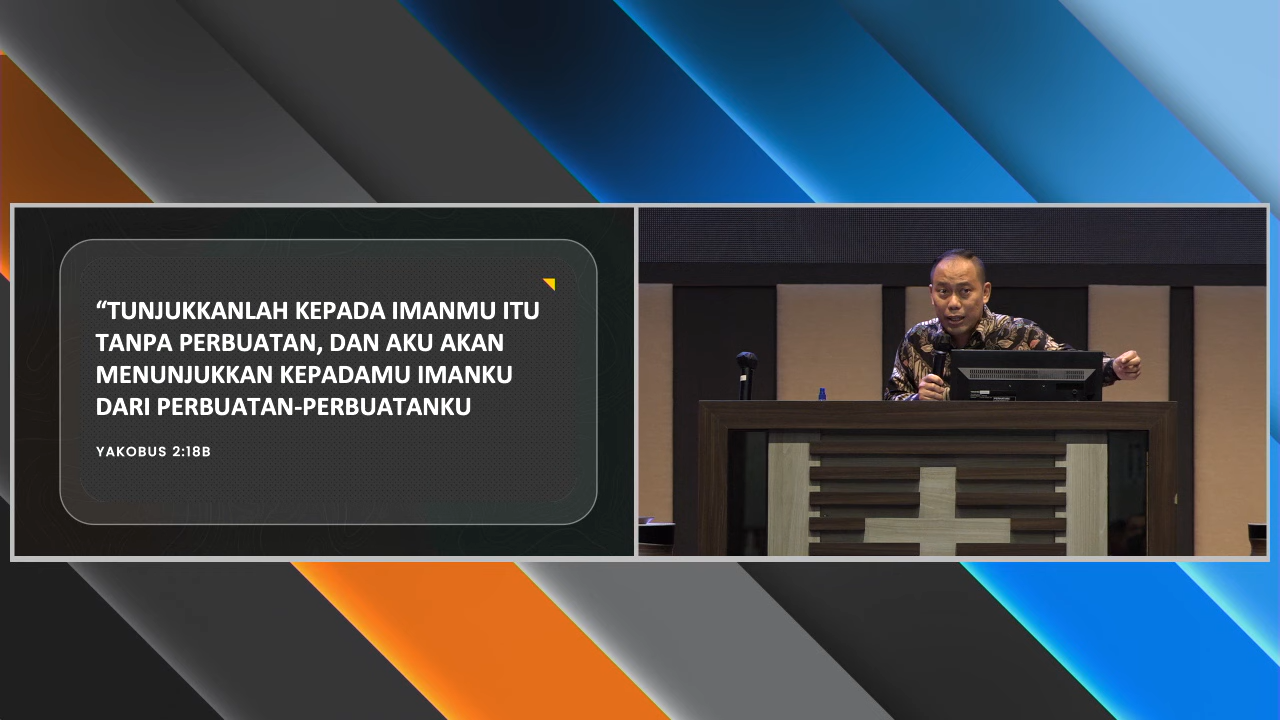 “TUNJUKKANLAH KEPADA IMANMU ITU
TANPA PERBUATAN, DAN AKU AKAN
MENUNJUKKAN KEPADAMU IMANKU
DARI PERBUATAN-PERBUATANKU
YAKOBUS 2:18B